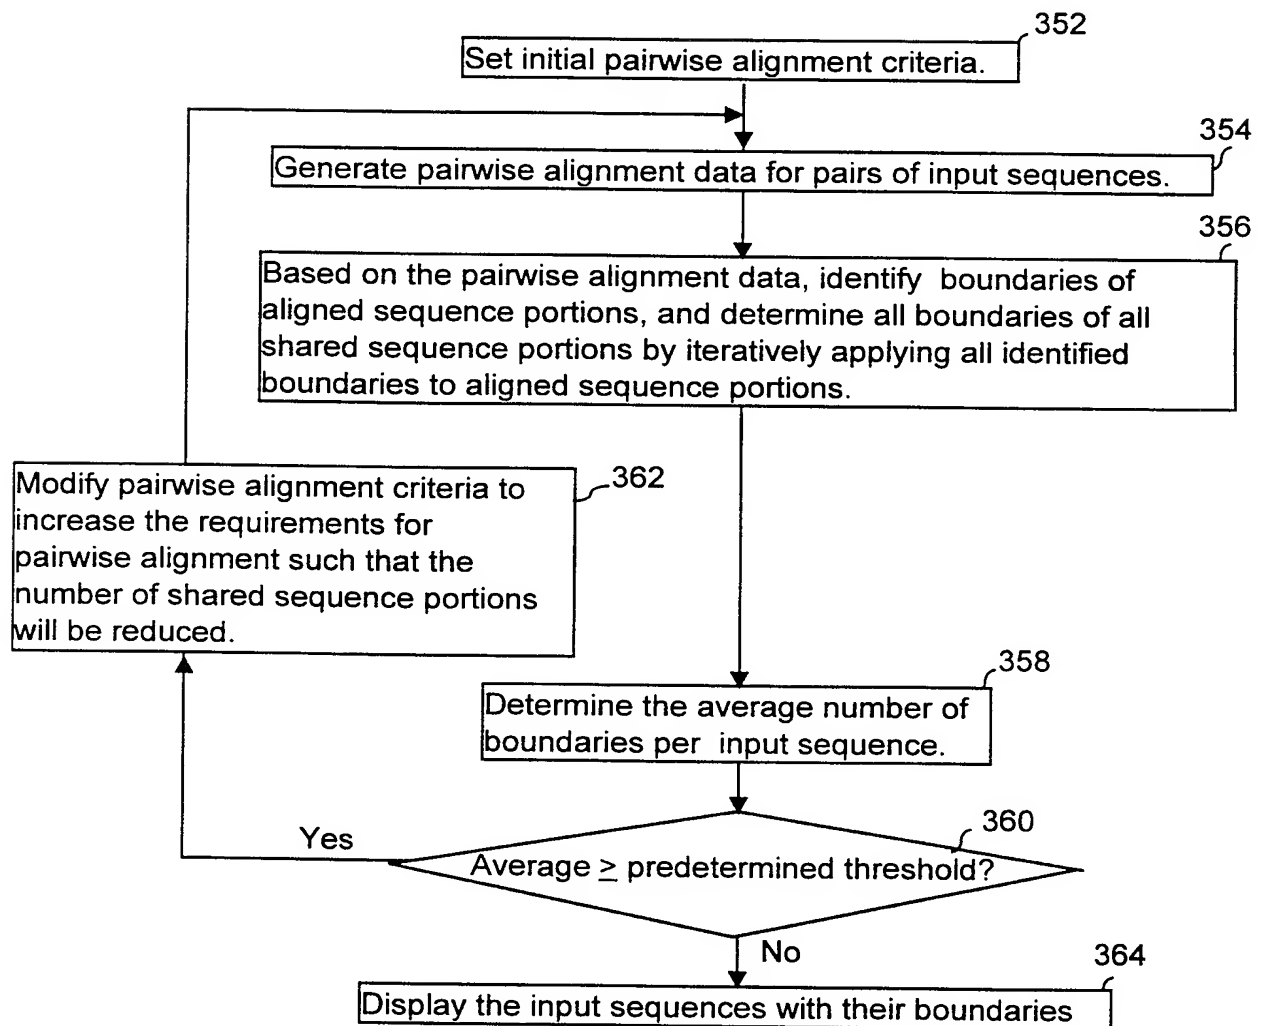 352
Set initial pairwise alignment criteria.
354
Generate pairwise alignment data for pairs of input sequences.
356
Based on the pairwise alignment data, identify boundaries of
aligned sequence portions, and determine all boundaries of all
shared sequence portions by iteratively applying all identified
boundaries to aligned sequence portions.
Modify pairwise alignment criteria to
increase the requirements for
pairwise alignment such that the
number of shared sequence portions
will be reduced.
362
358
Determine the average number of
boundaries per input sequence.
360
Yes
Average ≥ predetermined threshold?
No
364
Display the input sequences with their boundaries